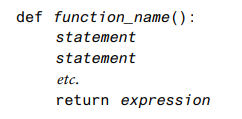 def function_name():
    statement
    statement
    etc.
    return expression